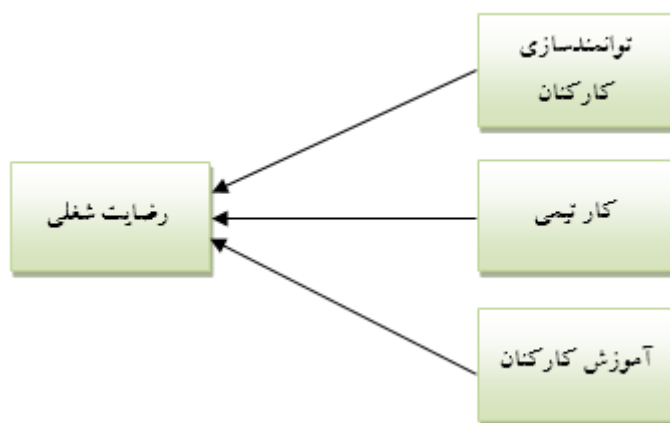 توانمندسازی
کارکنان
کار تیمی
رضایت شغلی
آموزش کارکنان